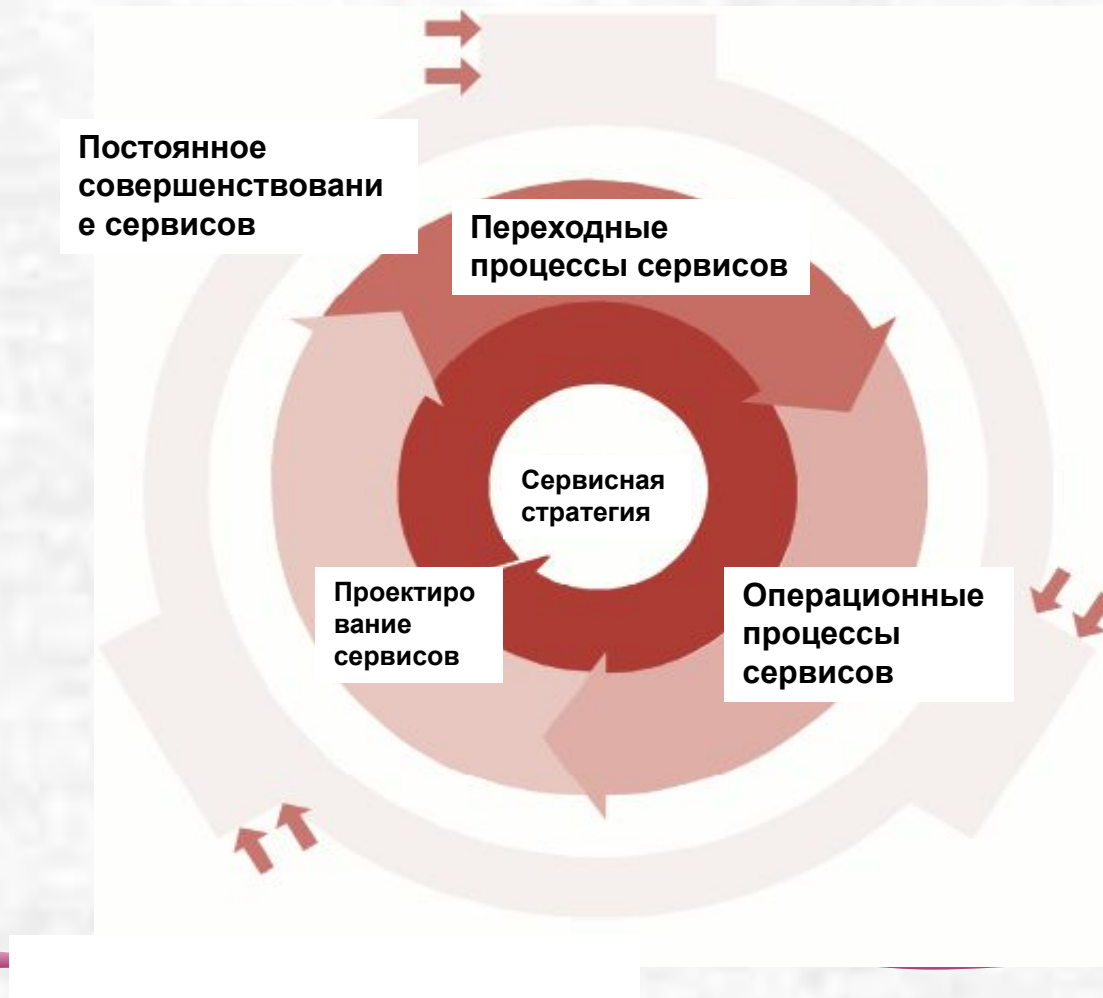 Постоянное
совершенствовани
е сервисов
Переходные
процессы сервисов
Сервисная
стратегия
Проектиро
вание
сервисов
Операционные
процессы
сервисов